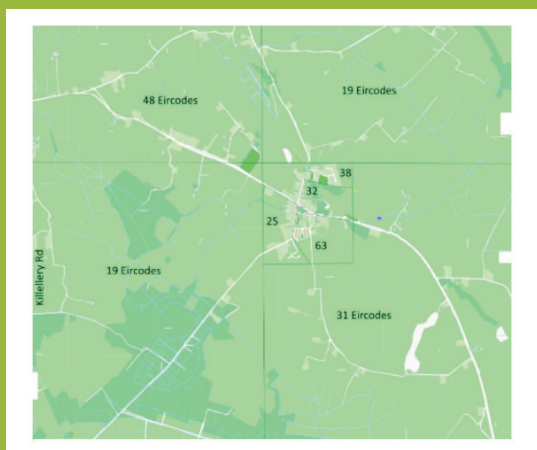 19 Eircodes
48 Eircodes
38
32
25
63
19 Eircodes
Killellery Rd
31 Eircodes